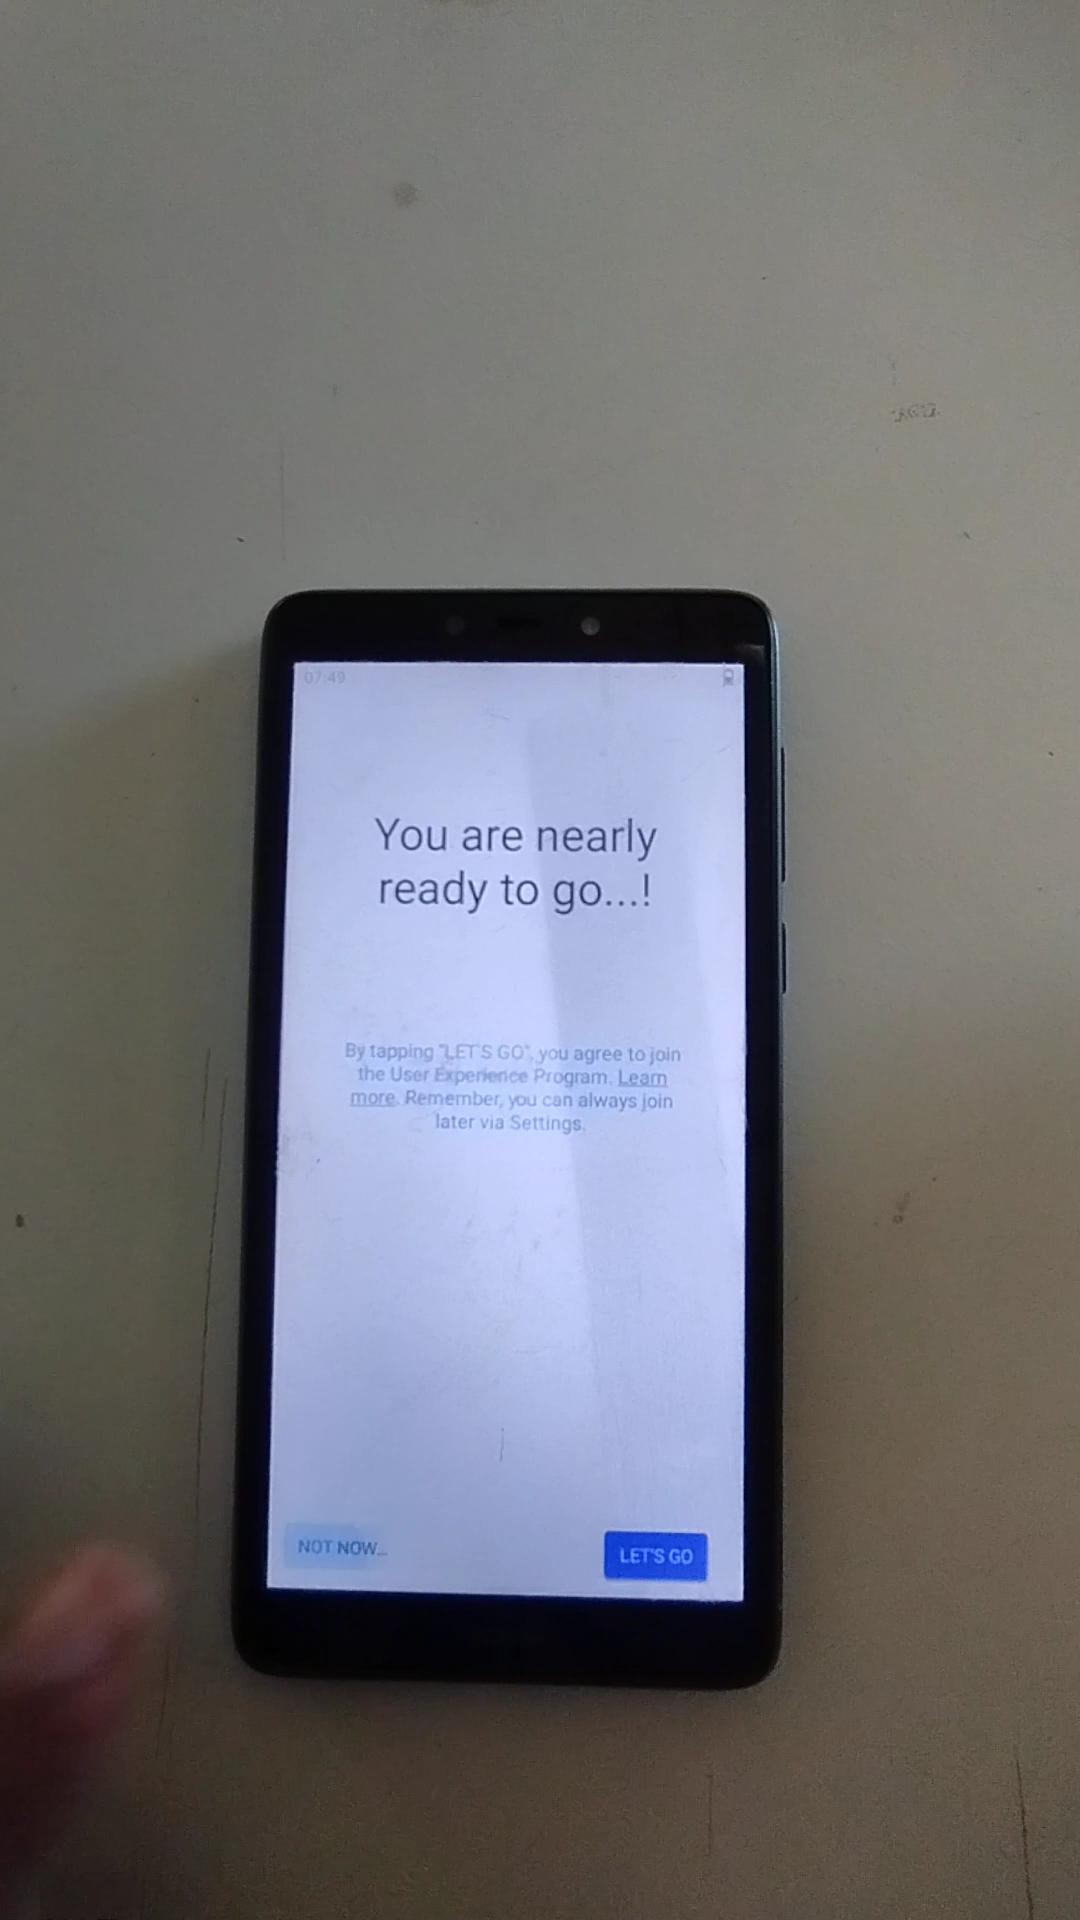 07:49
You are nearly
ready to go...!
By tapping "LET'S GO", you agree to join
the User Experience Program. Learn
more. Remember, you can always join
later via Settings.
NOT NOW...
LET'S GO